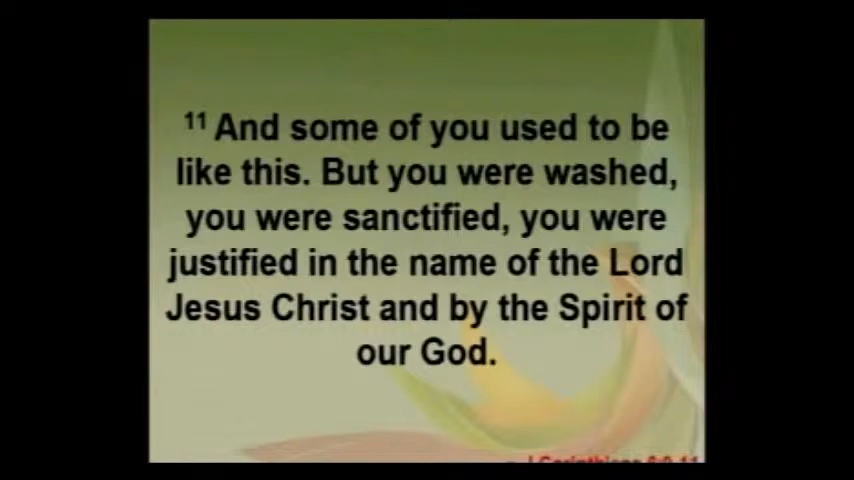 11 And some of you used to be
like this. But you were washed,
you were sanctified, you were
justified in the name of the Lord
Jesus Christ and by the Spirit of
our God.